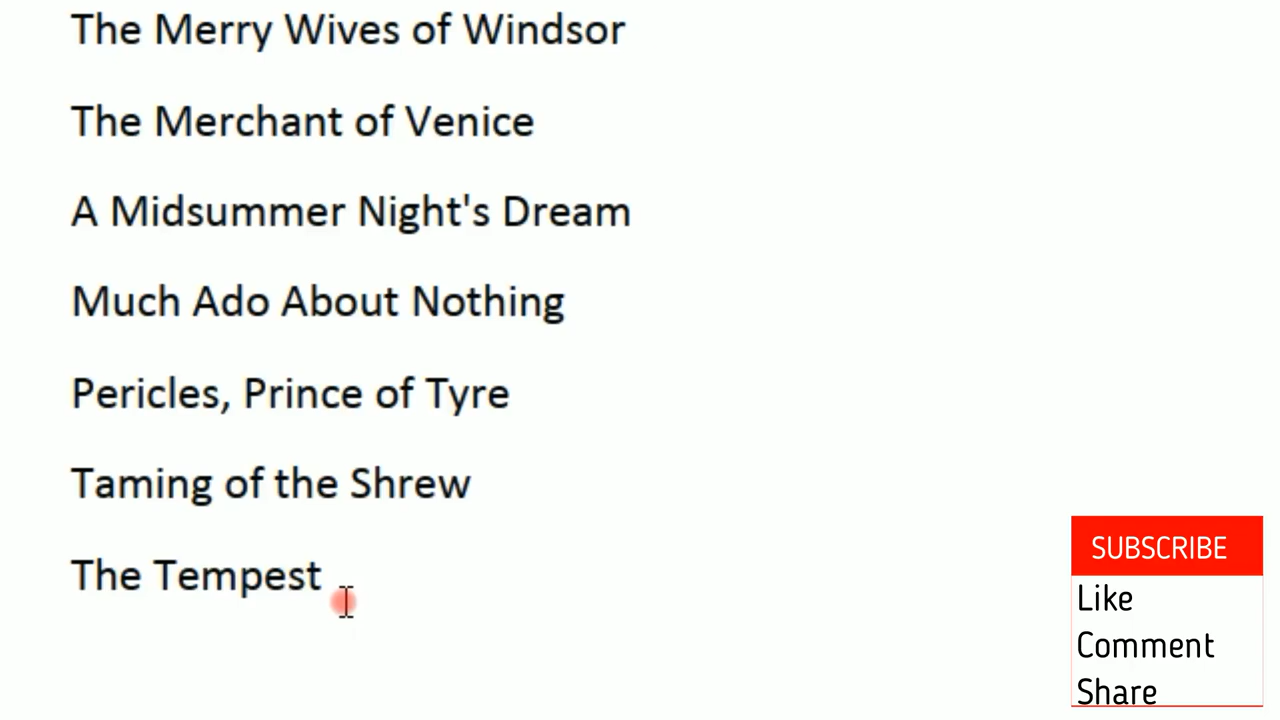 The Merry Wives of Windsor
The Merchant of Venice
A Midsummer Night's Dream
Much Ado About Nothing
Pericles, Prince of Tyre
Taming of the Shrew
The Tempest
SUBSCRIBE
Like
Comment
Share